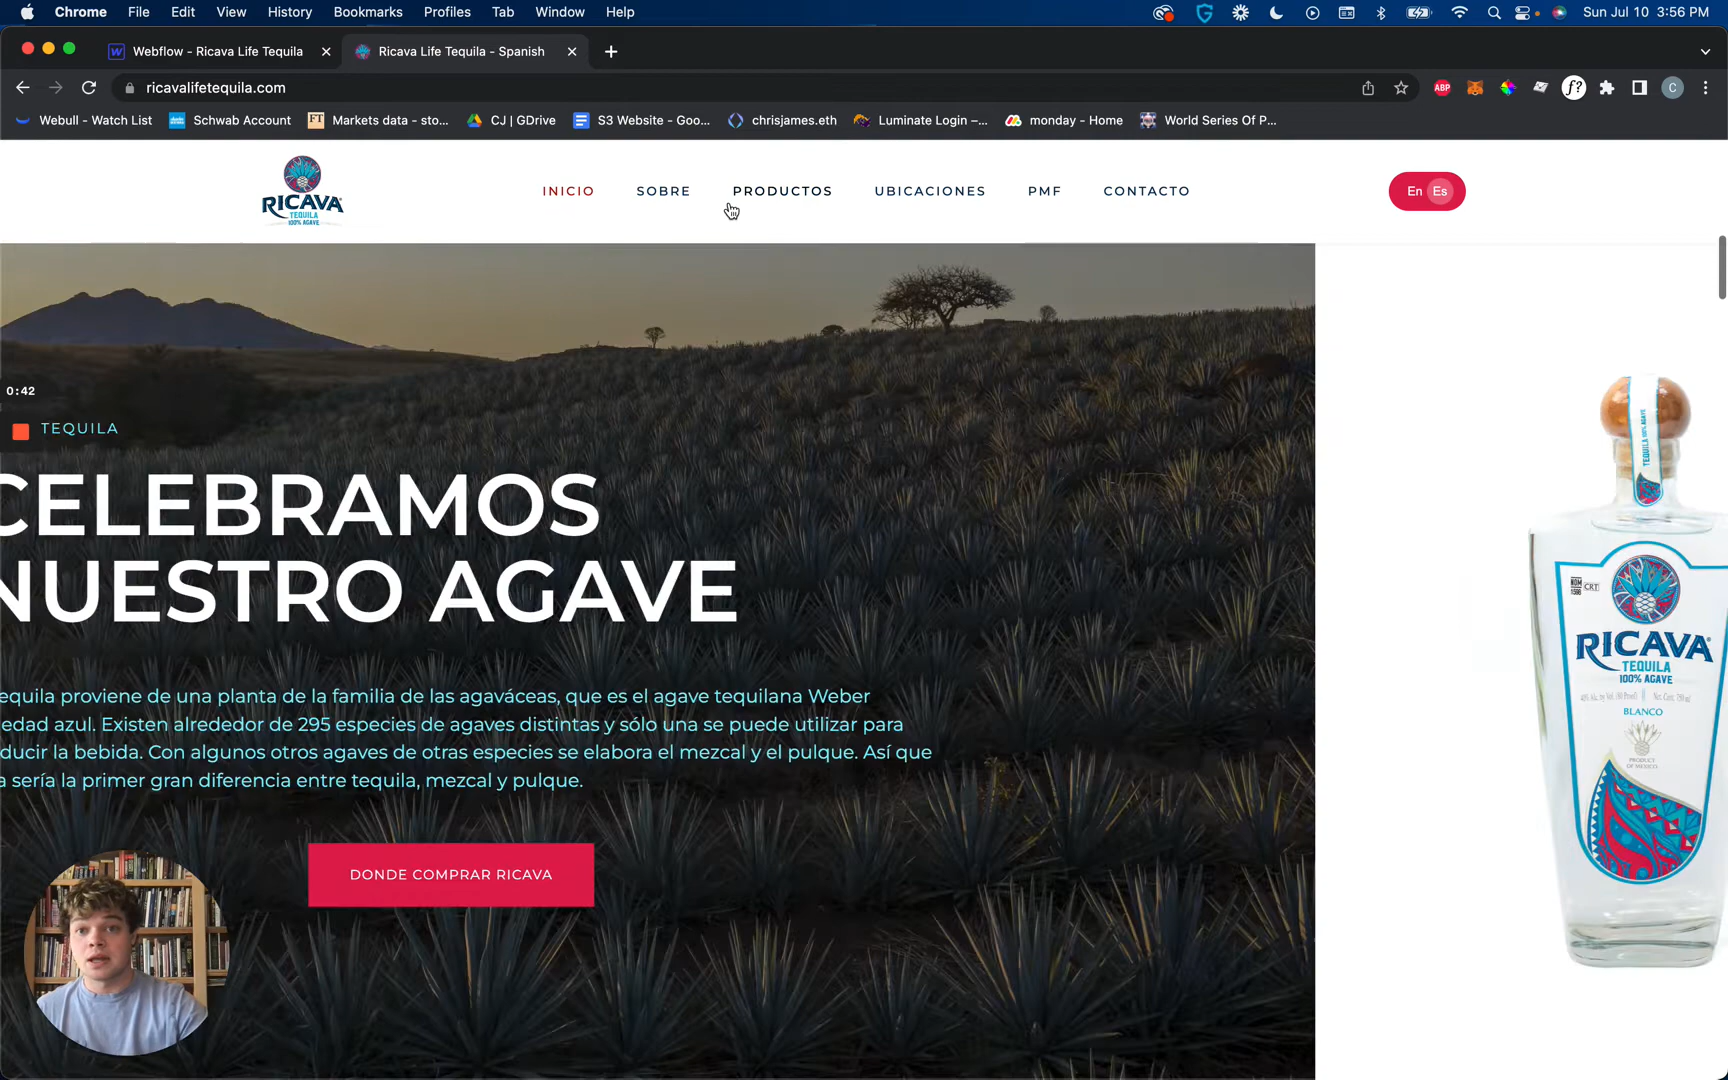 Chrome File Edit View History Bookmarks Profiles Tab Window Help Sun Jul 10 3:56 PM
Webflow - Ricava Life Tequila Ricava Life Tequila - Spanish
ricavalifetequila.com ABP f? C
Webull - Watch List Schwab Account FT Markets data - sto... CJ | GDrive S3 Website - Goo... chrisjames.eth Luminate Login –... monday - Home World Series Of P...
RICAVA
TEQUILA
100% AGAVE
INICIO SOBRE PRODUCTOS UBICACIONES PMF CONTACTO En Es
0:42
TEQUILA
CELEBRAMOS
NUESTRO AGAVE
equila proviene de una planta de la familia de las agaváceas, que es el agave tequilana Weber
edad azul. Existen alrededor de 295 especies de agaves distintas y sólo una se puede utilizar para
ducir la bebida. Con algunos otros agaves de otras especies se elabora el mezcal y el pulque. Así que
a sería la primer gran diferencia entre tequila, mezcal y pulque.
DONDE COMPRAR RICAVA
CRT
RICAVA
TEQUILA
100% AGAVE
BLANCO
PRODUCT
OF MEXICO